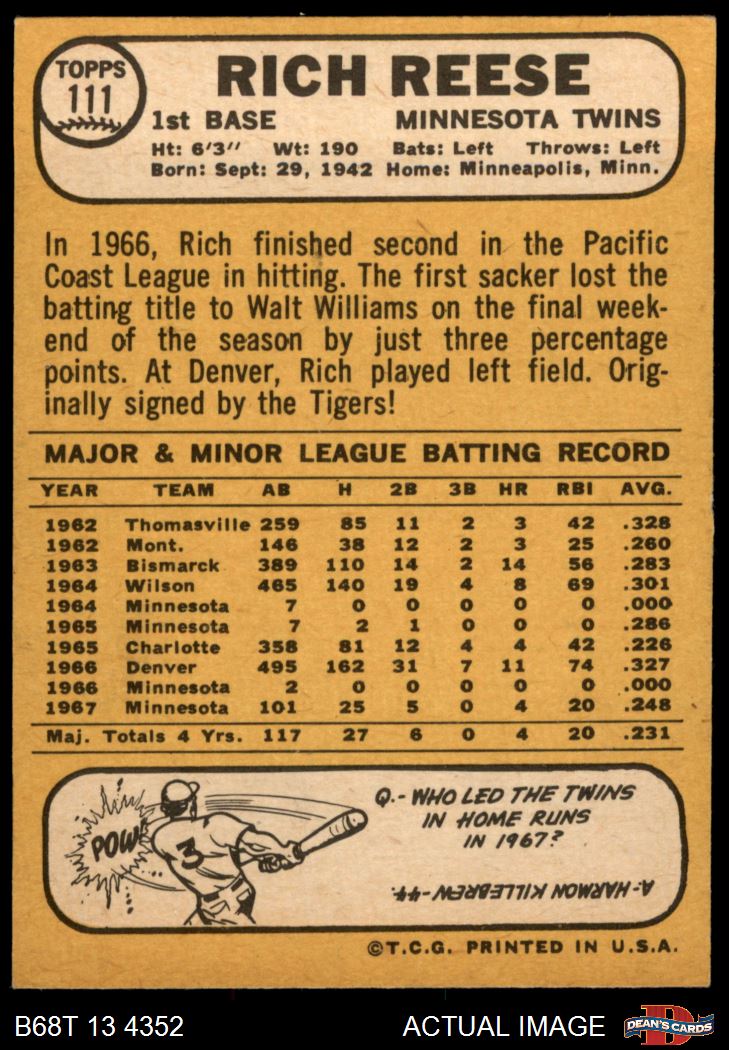 TOPPS
111
RICH REESE
1st BASE MINNESOTA TWINS
Ht: 6'3" Wt: 190 Bats: Left Throws: Left
Born: Sept: 29, 1942 Home: Minneapolis, Minn.
In 1966, Rich finished second in the Pacific
Coast League in hitting. The first sacker lost the
batting title to Walt Williams on the final week-
end of the season by just three percentage
points. At Denver, Rich played left field. Orig-
inally signed by the Tigers!
MAJOR & MINOR LEAGUE BATTING RECORD
YEAR TEAM AB H 2B 3B HR RBI AVG.
1962 Thomasville 259 85 11 2 3 42 .328
1962 Mont. 146 38 12 2 3 25 .260
1963 Bismarck 389 110 14 2 14 56 .283
1964 Wilson 465 140 19 4 8 69 .301
1964 Minnesota 7 0 0 0 0 0 .000
1965 Minnesota 7 2 1 0 0 0 .286
1965 Charlotte 358 81 12 4 4 42 .226
1966 Denver 495 162 31 7 11 74 .327
1966 Minnesota 2 0 0 0 0 0 .000
1967 Minnesota 101 25 5 0 4 20 .248
Maj. Totals 4 Yrs. 117 27 6 0 4 20 .231
POW!
3
Q.- WHO LED THE TWINS
IN HOME RUNS
IN 1967?
A- HARMON KILLEBREW -44.
©T.C.G. PRINTED IN U.S.A.
B68T 13 4352 ACTUAL IMAGE
D
DEAN'S CARDS